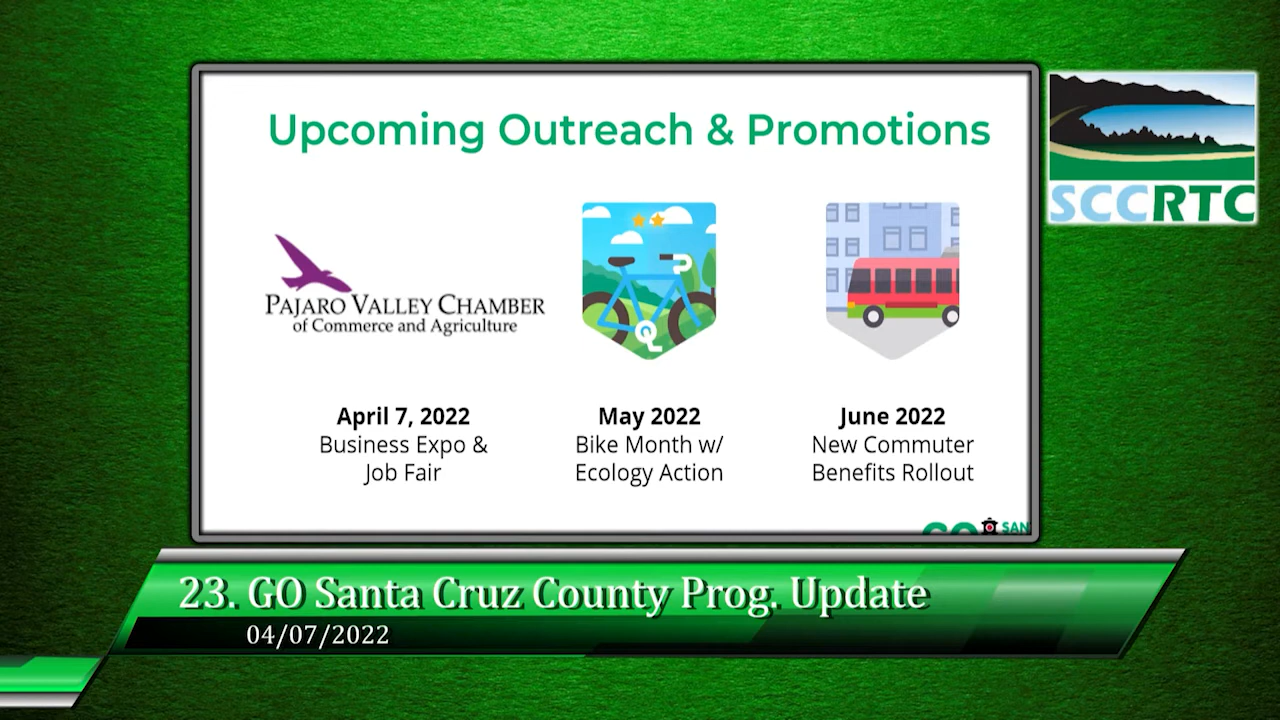 Upcoming Outreach & Promotions
SCCRTC
PAJARO VALLEY CHAMBER
of Commerce and Agriculture
April 7, 2022
Business Expo &
Job Fair
May 2022
Bike Month w/
Ecology Action
June 2022
New Commuter
Benefits Rollout
GO SAN
23. GO Santa Cruz County Prog. Update
04/07/2022